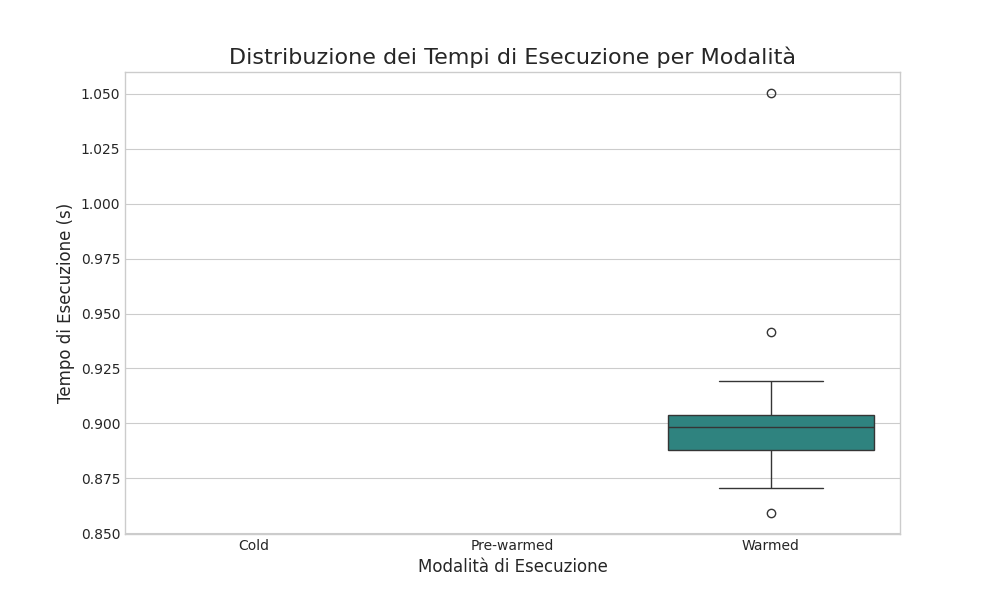 Distribuzione dei Tempi di Esecuzione per Modalità
1.050
1.025
1.000
0.975
0.950
0.925
0.900
0.875
0.850
Tempo di Esecuzione (s)
Cold Pre-warmed Warmed
Modalità di Esecuzione